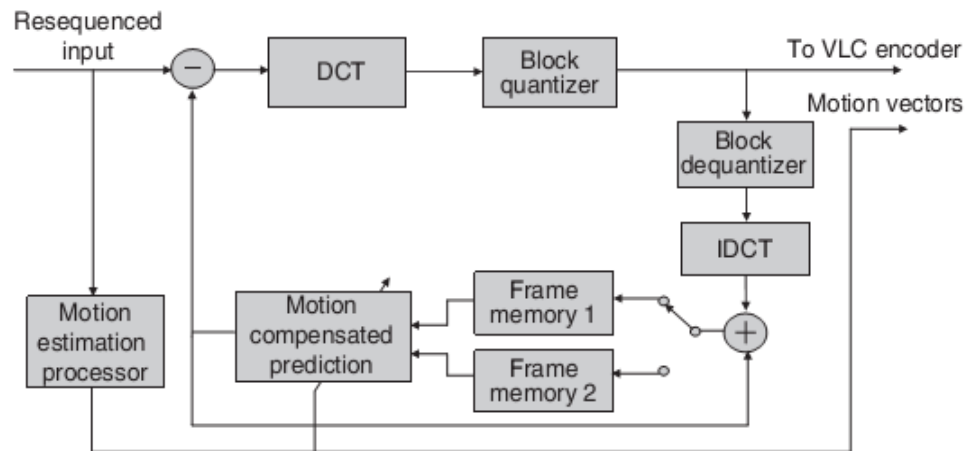 Resequenced
input
−
DCT
Block
quantizer
To VLC encoder
Motion vectors
Block
dequantizer
IDCT
+
Motion
estimation
processor
Motion
compensated
prediction
Frame
memory 1
Frame
memory 2